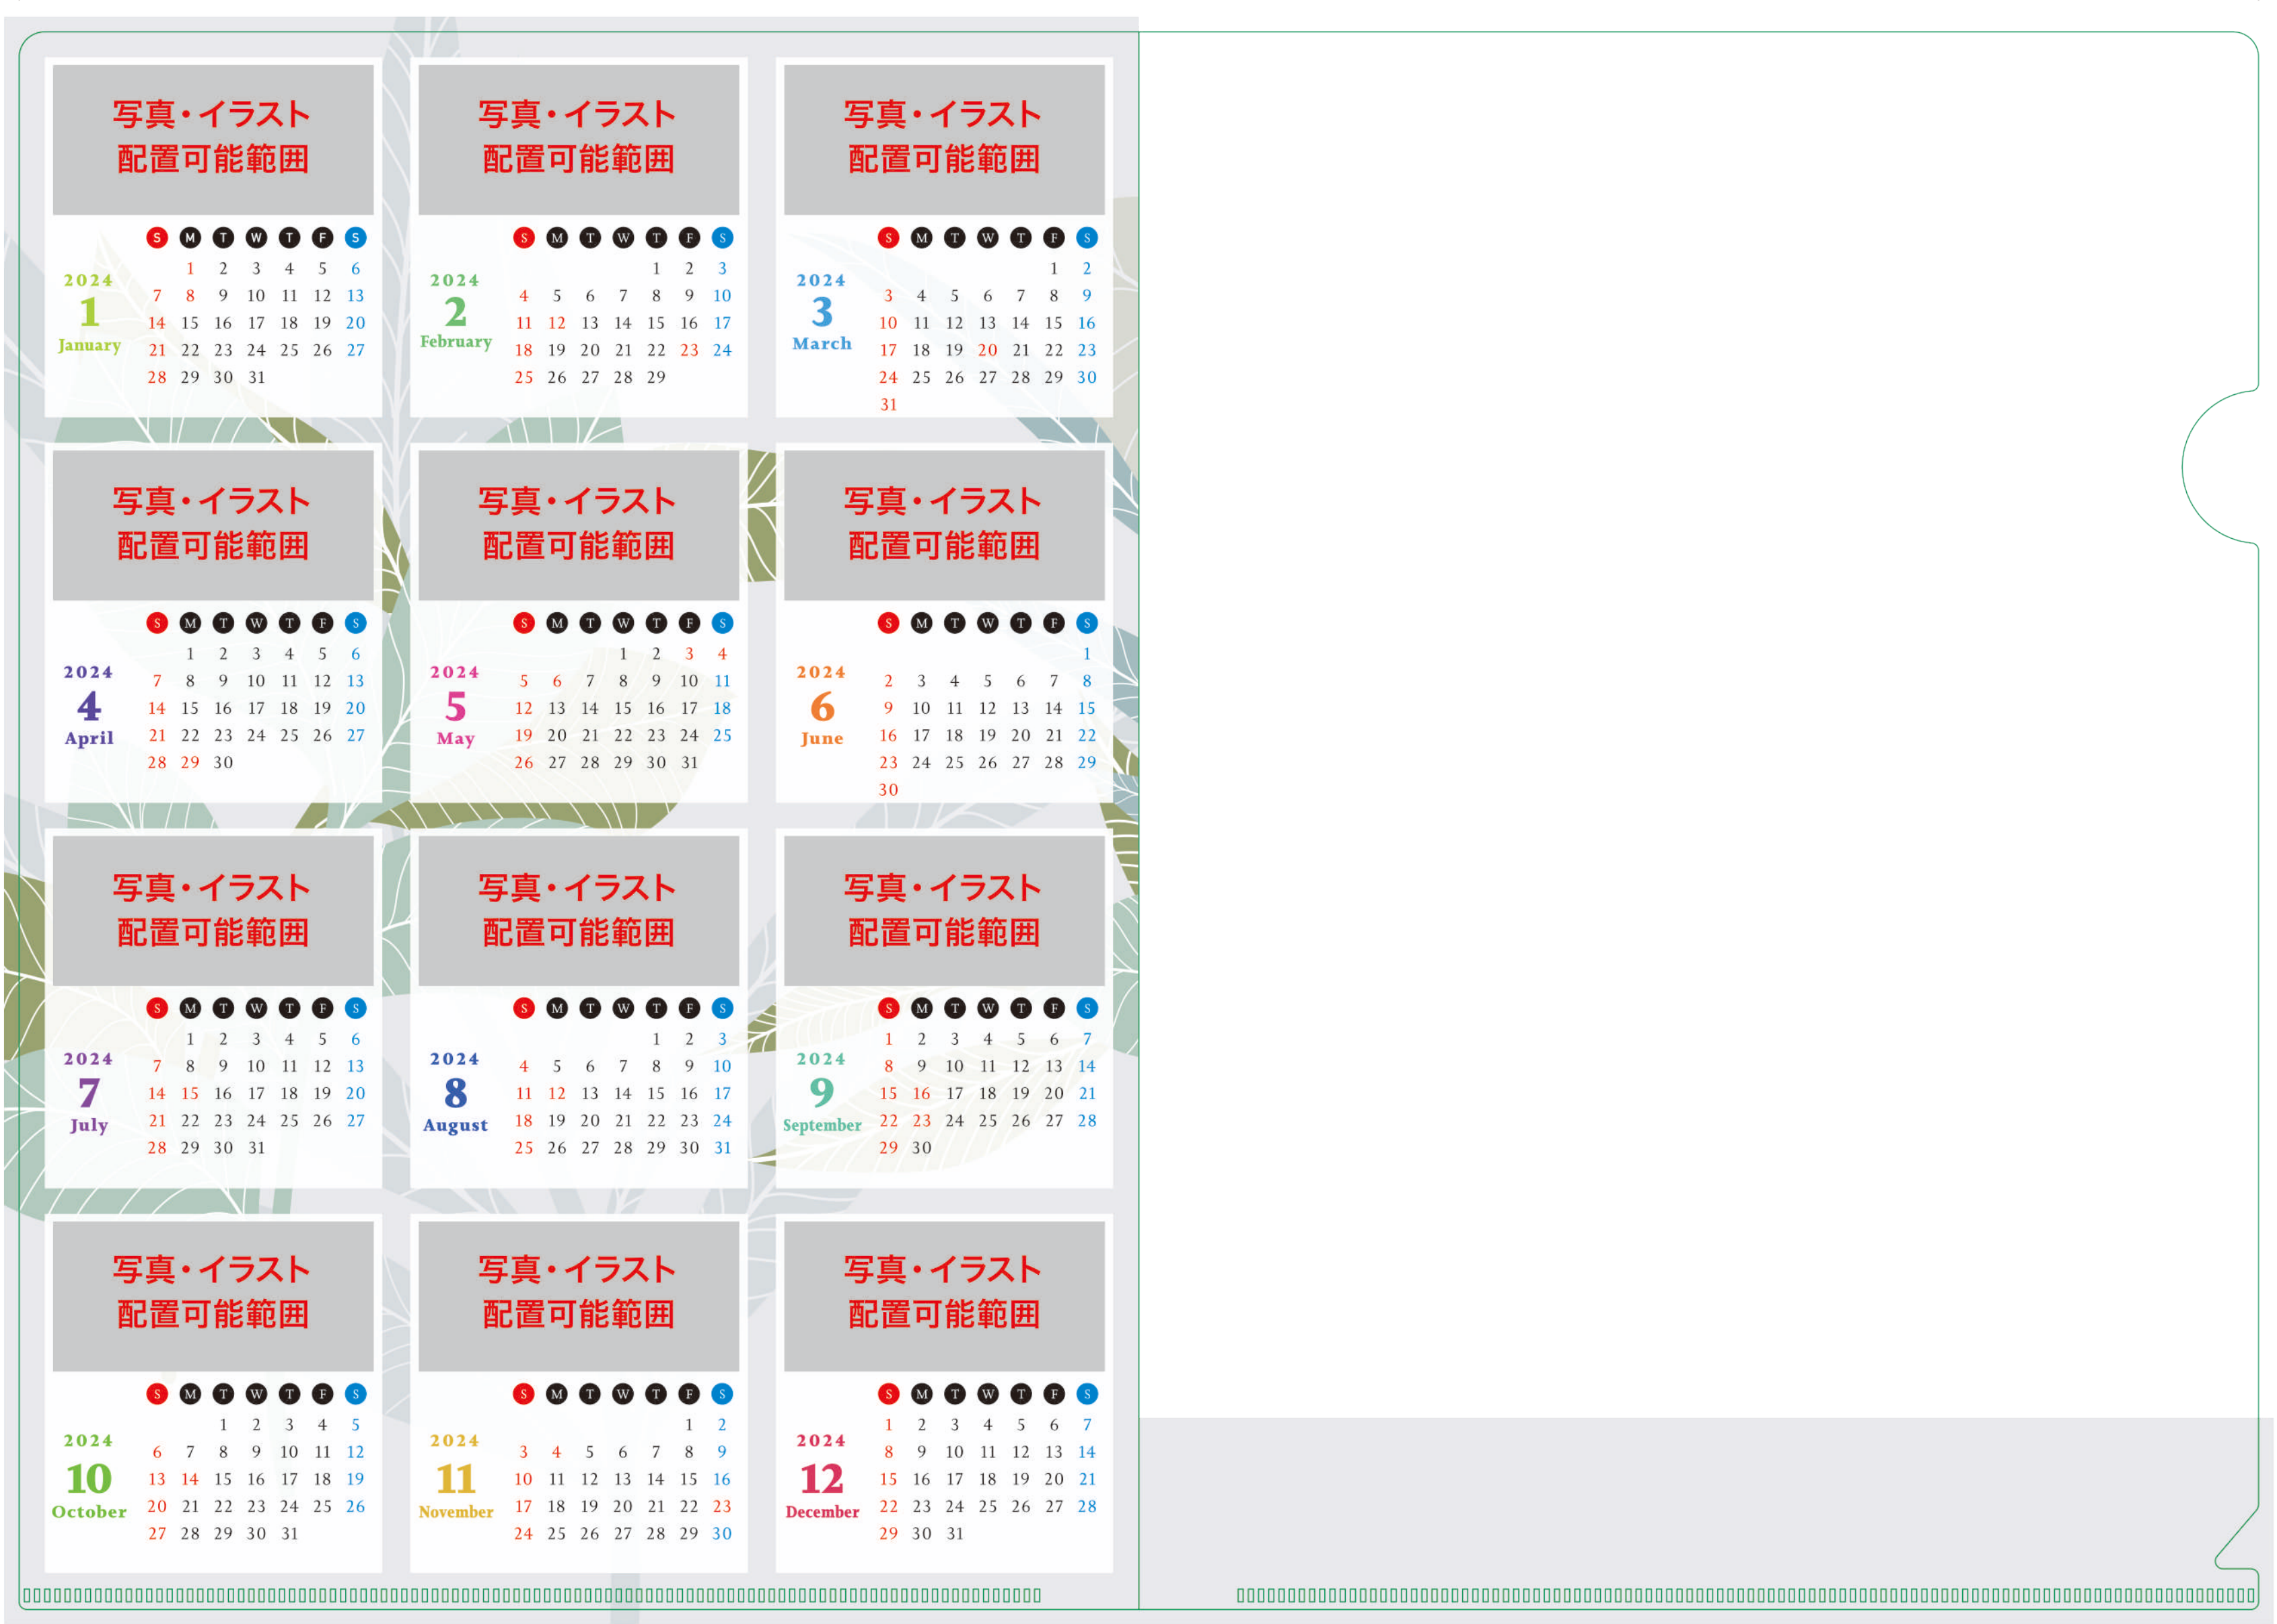 写真・イラスト
配置可能範囲
S M T W T F S
1 2 3 4 5 6
7 8 9 10 11 12 13
14 15 16 17 18 19 20
21 22 23 24 25 26 27
28 29 30 31
2024
1
January
写真・イラスト
配置可能範囲
S M T W T F S
1 2 3
4 5 6 7 8 9 10
11 12 13 14 15 16 17
18 19 20 21 22 23 24
25 26 27 28 29
2024
2
February
写真・イラスト
配置可能範囲
S M T W T F S
1 2
3 4 5 6 7 8 9
10 11 12 13 14 15 16
17 18 19 20 21 22 23
24 25 26 27 28 29 30
31
2024
3
March
写真・イラスト
配置可能範囲
S M T W T F S
1 2 3 4 5 6
7 8 9 10 11 12 13
14 15 16 17 18 19 20
21 22 23 24 25 26 27
28 29 30
2024
4
April
写真・イラスト
配置可能範囲
S M T W T F S
1 2 3 4
5 6 7 8 9 10 11
12 13 14 15 16 17 18
19 20 21 22 23 24 25
26 27 28 29 30 31
2024
5
May
写真・イラスト
配置可能範囲
S M T W T F S
1
2 3 4 5 6 7 8
9 10 11 12 13 14 15
16 17 18 19 20 21 22
23 24 25 26 27 28 29
30
2024
6
June
写真・イラスト
配置可能範囲
S M T W T F S
1 2 3 4 5 6
7 8 9 10 11 12 13
14 15 16 17 18 19 20
21 22 23 24 25 26 27
28 29 30 31
2024
7
July
写真・イラスト
配置可能範囲
S M T W T F S
1 2 3
4 5 6 7 8 9 10
11 12 13 14 15 16 17
18 19 20 21 22 23 24
25 26 27 28 29 30 31
2024
8
August
写真・イラスト
配置可能範囲
S M T W T F S
1 2 3 4 5 6 7
8 9 10 11 12 13 14
15 16 17 18 19 20 21
22 23 24 25 26 27 28
29 30
2024
9
September
写真・イラスト
配置可能範囲
S M T W T F S
1 2 3 4 5
6 7 8 9 10 11 12
13 14 15 16 17 18 19
20 21 22 23 24 25 26
27 28 29 30 31
2024
10
October
写真・イラスト
配置可能範囲
S M T W T F S
1 2
3 4 5 6 7 8 9
10 11 12 13 14 15 16
17 18 19 20 21 22 23
24 25 26 27 28 29 30
2024
11
November
写真・イラスト
配置可能範囲
S M T W T F S
1 2 3 4 5 6 7
8 9 10 11 12 13 14
15 16 17 18 19 20 21
22 23 24 25 26 27 28
29 30 31
2024
12
December